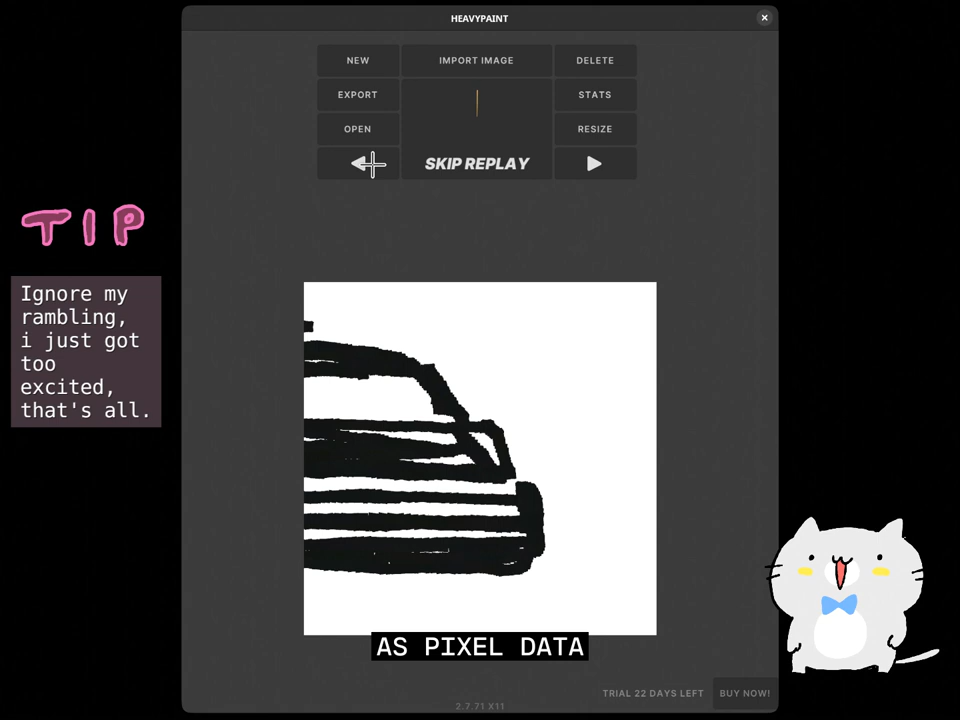 HEAVYPAINT
NEW
IMPORT IMAGE
DELETE
EXPORT
STATS
OPEN
RESIZE
SKIP REPLAY
TIP
Ignore my
rambling,
i just got
too
excited,
that's all.
AS PIXEL DATA
TRIAL 22 DAYS LEFT
BUY NOW!
2.7.71 X11